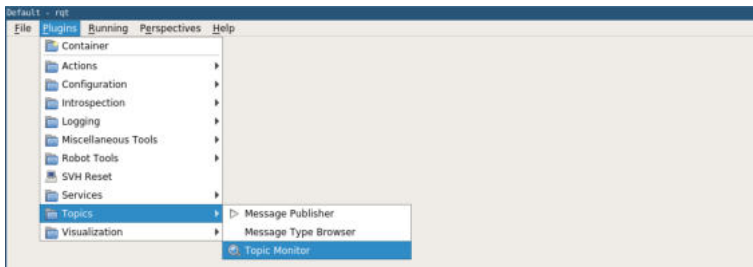 Default - rqt
File Plugins Running Perspectives Help
Container
Actions
Configuration
Introspection
Logging
Miscellaneous Tools
Robot Tools
SVH Reset
Services
Topics
Message Publisher
Visualization
Message Type Browser
Topic Monitor